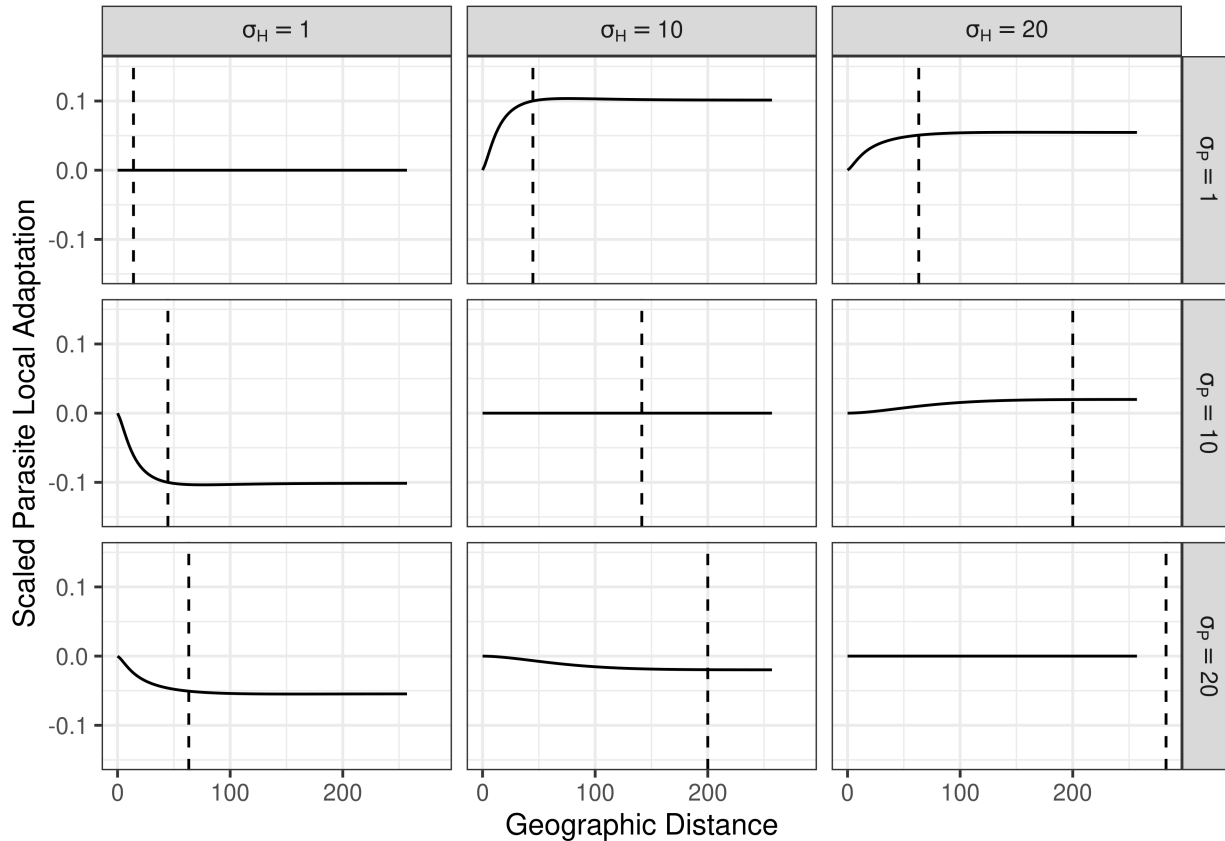 σH = 1
σH = 10
σH = 20
0.1
0.0
-0.1
σP = 1
0.1
0.0
-0.1
σP = 10
0.1
0.0
-0.1
σP = 20
0 100 200
0 100 200
0 100 200
Geographic Distance
Scaled Parasite Local Adaptation